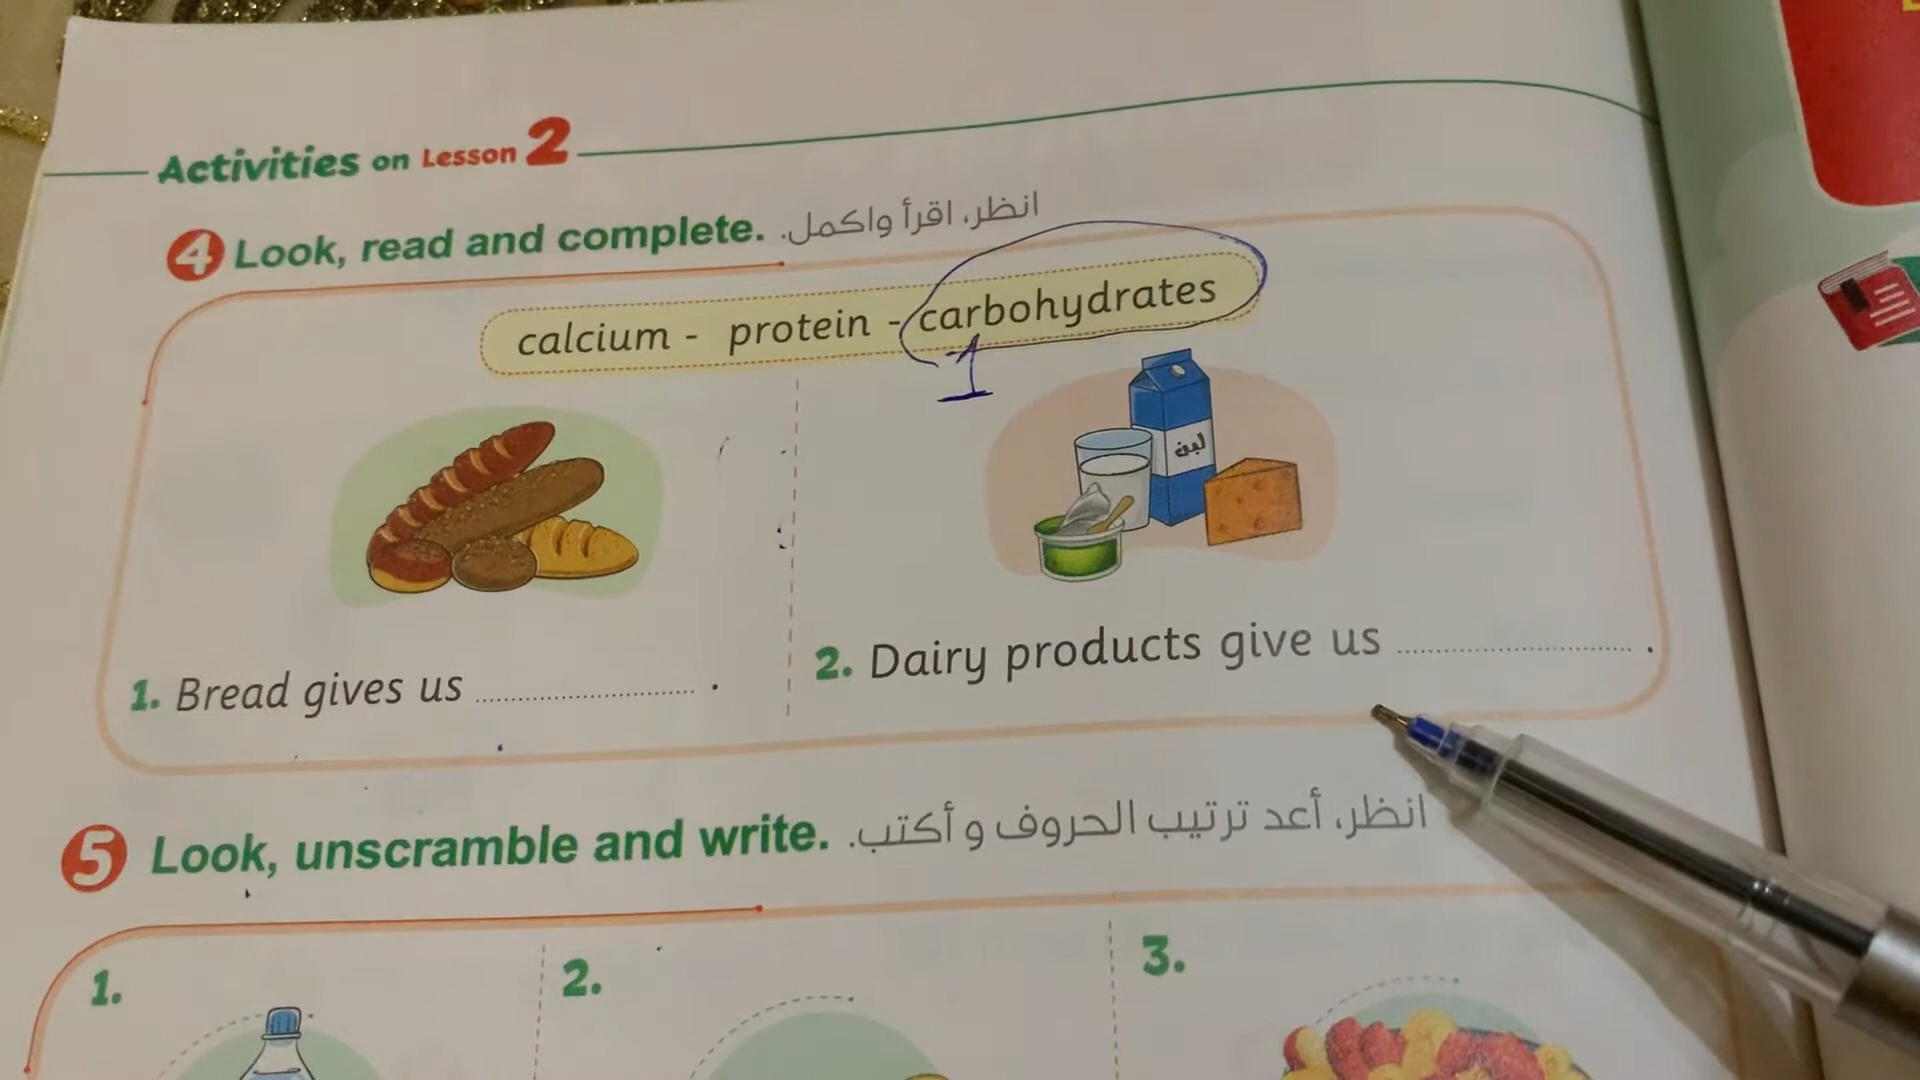 Activities on Lesson 2
4 Look, read and complete. انظر، اقرأ واكمل.
calcium - protein - carbohydrates
1
لبن
1. Bread gives us .................... .
2. Dairy products give us .................... .
5 Look, unscramble and write. انظر، أعد ترتيب الحروف و أكتب.
1.
2.
3.